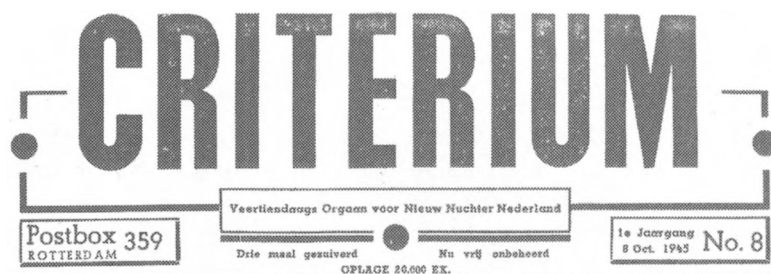 CRITERIUM
Veertiendaags Orgaan voor Nieuw Nuchter Nederland
Postbox 359
ROTTERDAM
Drie maal gezuiverd
Nu vrij onbeheerd
OPLAGE 20.000 EX.
1e Jaargang
8 Oct. 1945
No. 8